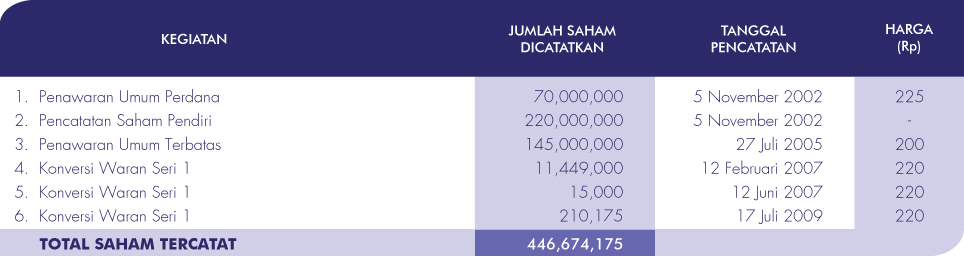 KEGIATAN JUMLAH SAHAM DICATATKAN TANGGAL PENCATATAN HARGA (Rp)
1. Penawaran Umum Perdana 70,000,000 5 November 2002 225
2. Pencatatan Saham Pendiri 220,000,000 5 November 2002 -
3. Penawaran Umum Terbatas 145,000,000 27 Juli 2005 200
4. Konversi Waran Seri 1 11,449,000 12 Februari 2007 220
5. Konversi Waran Seri 1 15,000 12 Juni 2007 220
6. Konversi Waran Seri 1 210,175 17 Juli 2009 220
TOTAL SAHAM TERCATAT 446,674,175